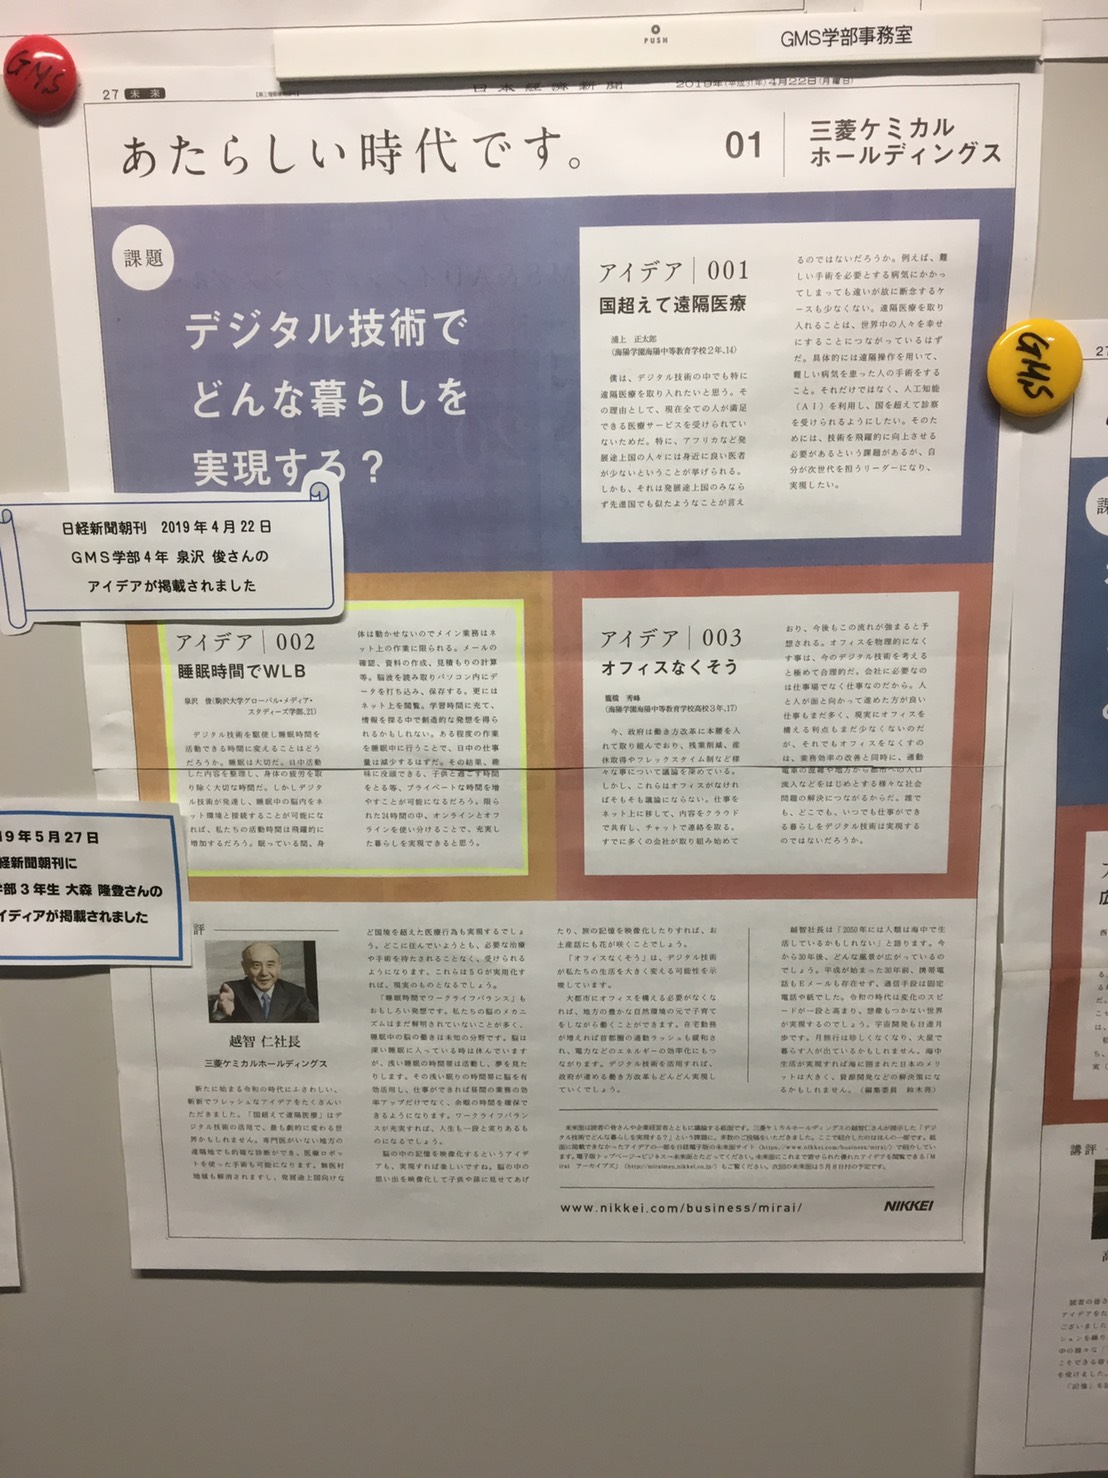 PUSH
GMS学部事務室
GMS
27 未来
日本経済新聞
2019年(平成31年)4月22日(月曜日)
あたらしい時代です。
01
三菱ケミカル
ホールディングス
課題
デジタル技術で
どんな暮らしを
実現する？
アイデア｜001
国超えて遠隔医療
浦上 正太郎
(海陽学園海陽中等教育学校2年、14)
僕は、デジタル技術の中でも特に
遠隔医療を取り入れたいと思う。そ
の理由として、現在全ての人が満足
できる医療サービスを受けられてい
ないためだ。特に、アフリカなど発
展途上国の人々には身近に良い医者
が少ないということが挙げられる。
しかも、それは発展途上国のみなら
ず先進国でも似たようなことが言え
るのではないだろうか。例えば、難
しい手術を必要とする病気にかかっ
てしまっても遠いが故に断念するケ
ースも少なくない。遠隔医療を取り
入れることは、世界中の人々を幸せ
にすることにつながっているはず
だ。具体的には遠隔操作を用いて、
難しい病気を患った人の手術をする
こと。それだけではなく、人工知能
（AI）を利用し、国を超えて診察
を受けられるようにしたい。そのた
めには、技術を飛躍的に向上させる
必要があるという課題があるが、自
分が次世代を担うリーダーになり、
実現したい。
GMS
日経新聞朝刊 2019年4月22日
GMS学部4年 泉沢 俊さんの
アイデアが掲載されました
アイデア｜002
睡眠時間でWLB
泉沢 俊(駒沢大学グローバル・メディア・
スタディーズ学部、21)
デジタル技術を駆使し睡眠時間を
活動できる時間に変えることはどう
だろうか。睡眠は大切だ。日中活動
した内容を整理し、身体の疲労を取
り除く大切な時間だ。しかしデジタ
ル技術が発達し、睡眠中の脳内をネ
ット環境と接続することが可能にな
れば、私たちの活動時間は飛躍的に
増加するだろう。眠っている間、身
体は動かせないのでメイン業務はネ
ット上の作業に限られる。メールの
確認、資料の作成、見積もりの計算
等。脳波を読み取りパソコン内にデ
ータを打ち込み、保存する。更には
ネット上を閲覧、学習時間に充て、
情報を探る中で創造的な発想を得ら
れるかもしれない。ある程度の作業
を睡眠中に行うことで、日中の仕事
量は減少するはずだ。その結果、趣
味に没頭できる、子供と過ごす時間
をとる等、プライベートな時間を増
やすことが可能になるだろう。限ら
れた24時間の中、オンラインとオフ
ラインを使い分けることで、充実し
た暮らしを実現できると思う。
アイデア｜003
オフィスなくそう
籠橋 秀峰
(海陽学園海陽中等教育学校高校3年、17)
今、政府は働き方改革に本腰を入
れて取り組んでおり、残業削減、産
休取得やフレックスタイム制など様
々な事について議論を深めている。
しかし、これらはオフィスがなけれ
ばそもそも議論にならない。仕事を
ネット上に移して、内容をクラウド
で共有し、チャットで連絡を取る。
すでに多くの会社が取り組み始めて
おり、今後もこの流れが強まると予
想される。オフィスを物理的になく
す事は、今のデジタル技術を考える
と極めて合理的だ。会社に必要なの
は仕事場でなく仕事なのだから。人
と人が面と向かって進めた方が良い
仕事もまだ多く、現実にオフィスを
構える利点もまだ少なくないのだ
が、それでもオフィスをなくすの
は、業務効率の改善と同時に、通勤
電車の混雑や地方から都市への人口
流入などをはじめとする様々な社会
問題の解決につながるからだ。誰で
も、どこでも、いつでも仕事ができ
る暮らしをデジタル技術は実現する
のではないだろうか。
19年5月27日
経新聞朝刊に
学部3年生 大森 隆登さんの
イディアが掲載されました
評
越智 仁社長
三菱ケミカルホールディングス
新たに始まる令和の時代にふさわしい、
斬新でフレッシュなアイデアをたくさんい
ただきました。「国超えて遠隔医療」はデ
ジタル技術の活用で、最も劇的に変わる世
界かもしれません。専門医がいない地方の
遠隔地でも的確な診断ができ、医療ロボッ
トを使った手術も可能になります。無医村
地域も解消されますし、発展途上国向けな
ど国境を超えた医療行為も実現するでしょ
う。どこに住んでいようとも、必要な治療
や手術を待たされることなく、受けられる
ようになります。これらは5Gが実用化す
れば、現実のものとなるでしょう。
「睡眠時間でワークライフバランス」も
おもしろい発想です。私たちの脳のメカニ
ズムはまだ解明されていないことが多く、
睡眠中の脳の働きは未知の分野です。脳は
深い睡眠に入っている時は休んでいます
が、浅い睡眠の時間帯は活動し、夢を見た
りします。その浅い眠りの時間帯に脳を有
効活用し、仕事ができれば昼間の業務の効
率アップだけでなく、余暇の時間を確保で
きるようになります。ワークライフバラン
スが充実すれば、人生も一段と実りあるも
のになるでしょう。
脳の中の記憶を映像化するというアイデ
アも、実現すれば楽しいですね。脳の中の
思い出を映像化して子供や孫に見せてあげ
たり、旅の記憶を映像化したりすれば、お
土産話にも花が咲くことでしょう。
「オフィスなくそう」は、デジタル技術
が私たちの生活を大きく変える可能性を示
唆しています。
大都市にオフィスを構える必要がなくな
れば、地方の豊かな自然環境の元で子育て
をしながら働くことができます。在宅勤務
が増えれば首都圏の通勤ラッシュも緩和さ
れ、電力などのエネルギーの効率化にもつ
ながります。デジタル技術を活用すれば、
政府が進める働き方改革もどんどん実現し
ていくでしょう。
越智社長は「2050年には人類は海中で生
活しているかもしれない」と語ります。今
から30年後、どんな風景が広がっているの
でしょう。平成が始まった30年前、携帯電
話もEメールも存在せず、通信手段は固定
電話や紙でした。令和の時代は変化のスピ
ードが一段と高まり、想像もつかない世界
が実現するのでしょう。宇宙開発も日進月
歩です。月旅行は珍しくなくなり、火星で
暮らす人が出ているかもしれません。海中
生活が実現すれば海に囲まれた日本のメリ
ットは大きく、資源開発などの解決策にな
るかもしれません。（編集委員 鈴木亮）
www.nikkei.com/business/mirai/
NIKKEI
講評